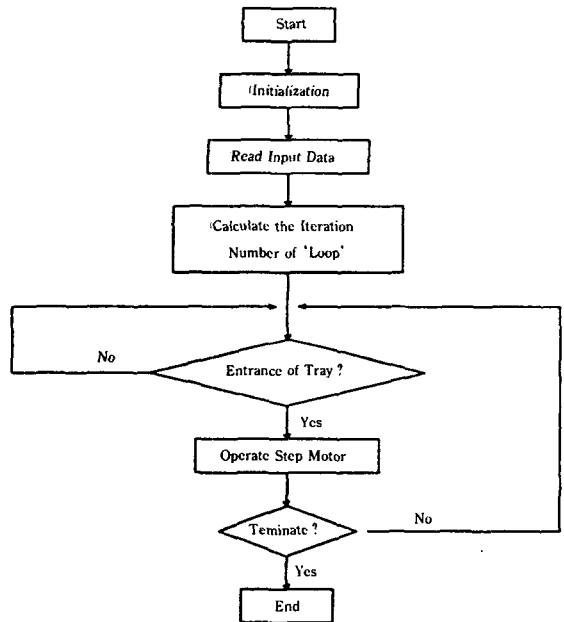 Start
Initialization
Read Input Data
Calculate the Iteration
Number of 'Loop'
No
Entrance of Tray ?
Yes
Operate Step Motor
Teminate ?
No
Yes
End